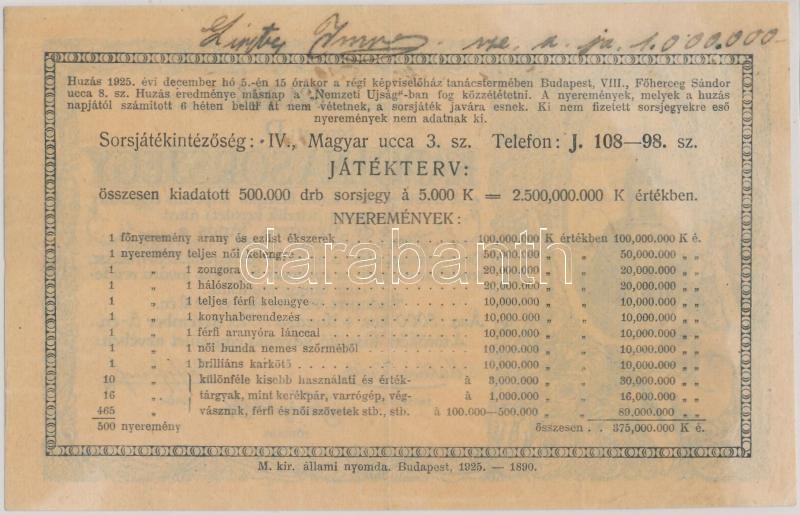 1.000.000
Huzás 1925. évi december hó 5.-én 15 órakor a régi képviselőház tanácstermében Budapest, VIII., Főherceg Sándor
ucca 8. sz. Huzás eredménye másnap a „Nemzeti Ujság“-ban fog közzététetni. A nyeremények, melyek a huzás
napjától számított 6 héten belül át nem vétetnek, a sorsjáték javára esnek. Ki nem fizetett sorsjegyekre eső
nyeremények nem adatnak ki.
Sorsjátékintézőség: IV., Magyar ucca 3. sz. Telefon: J. 108—98. sz.
JÁTÉKTERV:
összesen kiadatott 500.000 drb sorsjegy á 5.000 K = 2.500,000.000 K értékben.
NYEREMÉNYEK:
1 főnyeremény arany és ezüst ékszerek . . . 100,000.000 K értékben 100,000.000 K é.
1 nyeremény teljes női kelengye . . . 50,000.000 „ „ 50,000.000 „ „
1 „ 1 zongora . . . 20,000.000 „ „ 20,000.000 „ „
1 „ 1 hálószoba . . . 20,000.000 „ „ 20,000.000 „ „
1 „ 1 teljes férfi kelengye . . . 10,000.000 „ „ 10,000.000 „ „
1 „ 1 konyhaberendezés . . . 10,000.000 „ „ 10,000.000 „ „
1 „ 1 férfi aranyóra lánccal . . . 10,000.000 „ „ 10,000.000 „ „
1 „ 1 női bunda nemes szőrméből . . . 10,000.000 „ „ 10,000.000 „ „
1 „ 1 brilliáns karkötő . . . 10,000.000 „ „ 10,000.000 „ „
10 „ különféle kisebb használati és érték- à 3,000.000 „ „ 30,000.000 „ „
16 „ tárgyak, mint kerékpár, varrógép, vég- à 1,000.000 „ „ 16,000.000 „ „
465 „ vásznak, férfi és női szövetek stb., stb. à 100.000—500.000 „ „ 89,000.000 „ „
500 nyeremény összesen . . 375,000.000 K é.
M. kir. állami nyomda. Budapest, 1925. — 1890.
darabanth